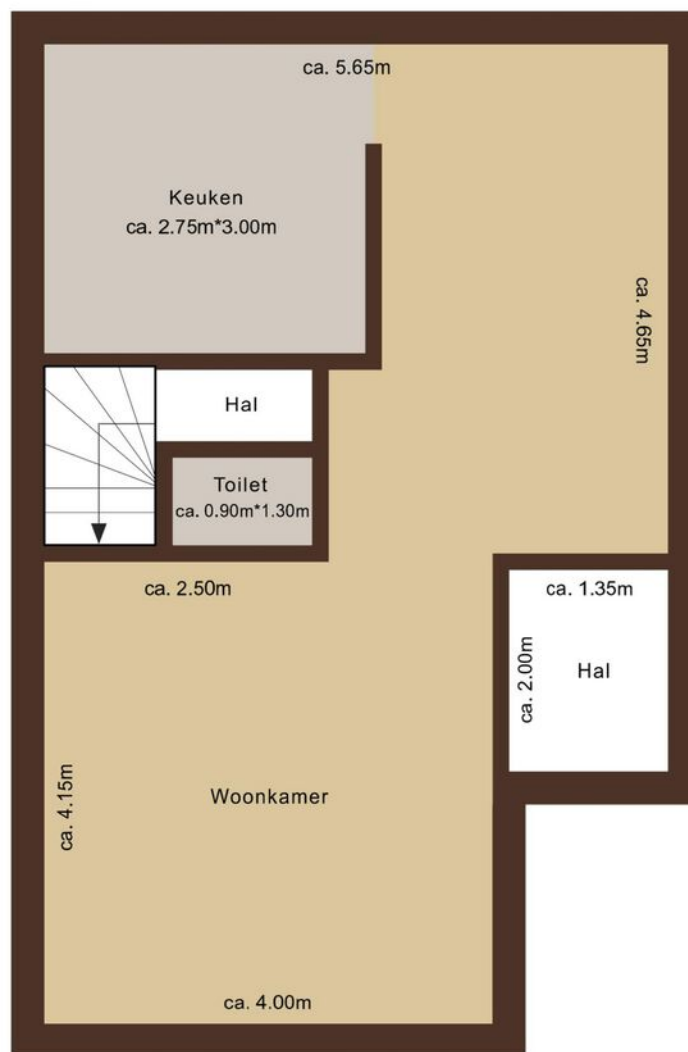 ca. 5.65m
Keuken
ca. 2.75m*3.00m
ca. 4.65m
Hal
Toilet
ca. 0.90m*1.30m
ca. 2.50m
ca. 1.35m
ca. 2.00m
Hal
ca. 4.15m
Woonkamer
ca. 4.00m